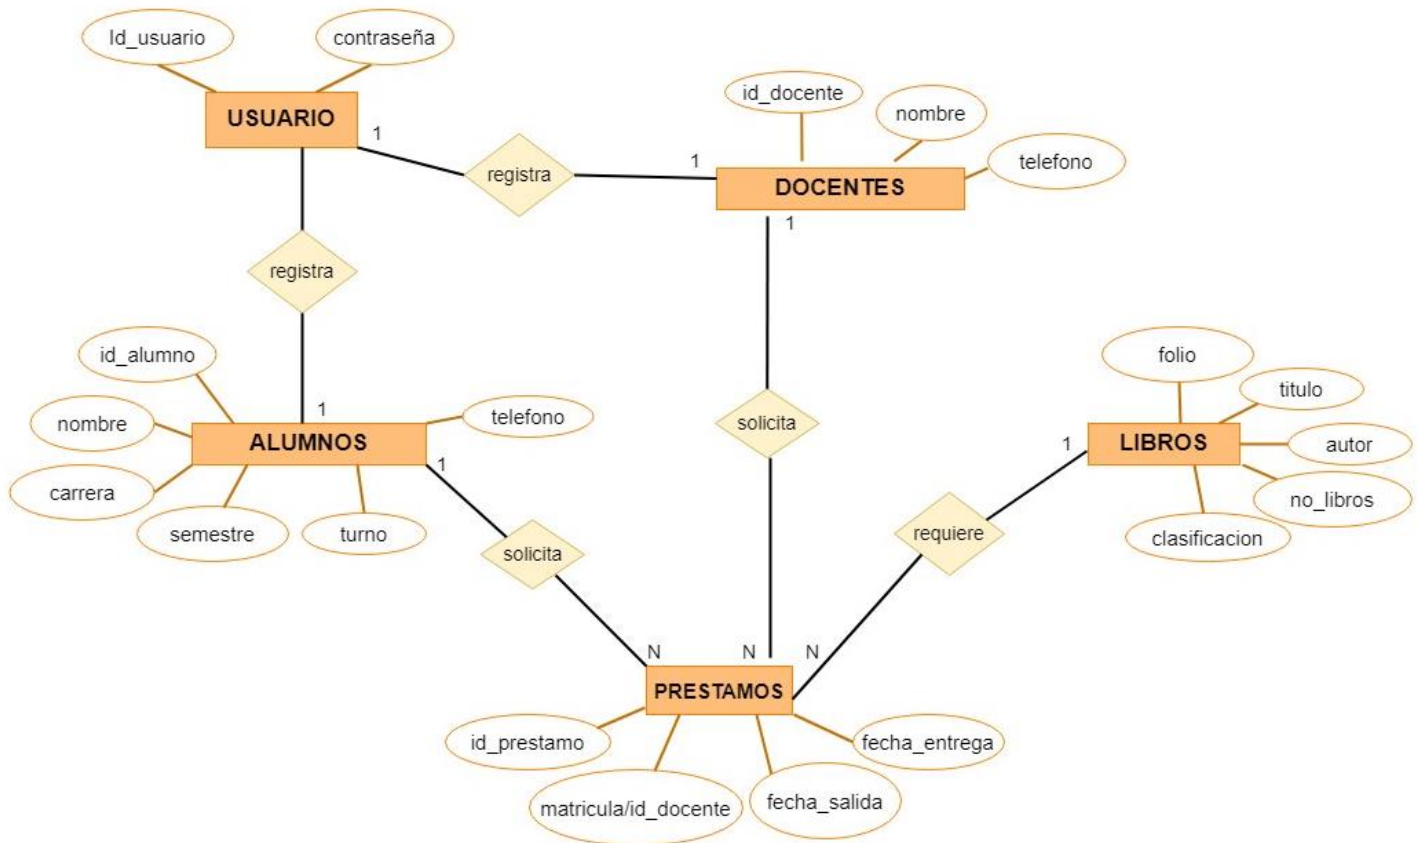 Id_usuario
contraseña
USUARIO
1
registra
1
id_docente
nombre
telefono
DOCENTES
1
registra
id_alumno
nombre
carrera
semestre
turno
telefono
1
ALUMNOS
1
solicita
solicita
folio
titulo
autor
no_libros
clasificacion
1
LIBROS
requiere
N
N
N
PRESTAMOS
id_prestamo
matricula/id_docente
fecha_salida
fecha_entrega